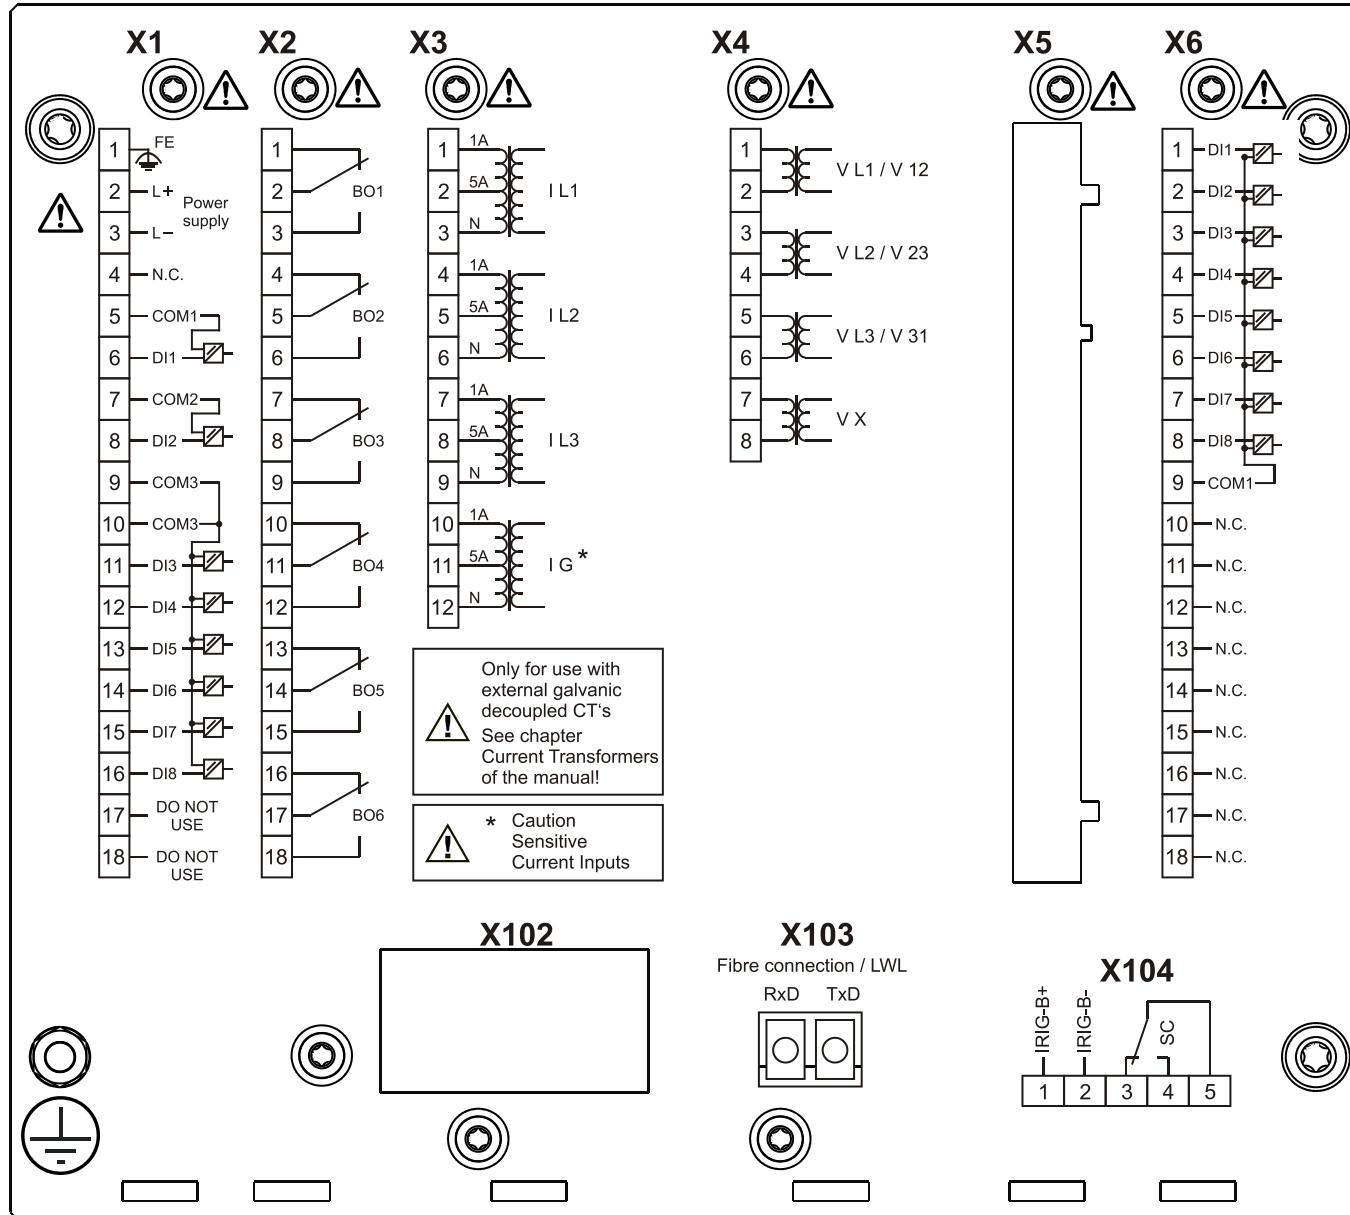 X1
X2
X3
X4
X5
X6
1 FE
2 L+
Power
supply
3 L–
4 N.C.
5 COM1
6 DI1
7 COM2
8 DI2
9 COM3
10 COM3
11 DI3
12 DI4
13 DI5
14 DI6
15 DI7
16 DI8
17 DO NOT
USE
18 DO NOT
USE
1
2 BO1
3
4
5 BO2
6
7
8 BO3
9
10
11 BO4
12
13
14 BO5
15
16
17 BO6
18
1 1A
2 5A I L1
3 N
4 1A
5 5A I L2
6 N
7 1A
8 5A I L3
9 N
10 1A
11 5A I G *
12 N
Only for use with
external galvanic
decoupled CT‘s
See chapter
Current Transformers
of the manual!
* Caution
Sensitive
Current Inputs
1
V L1 / V 12
2
3
V L2 / V 23
4
5
V L3 / V 31
6
7
V X
8
1 DI1
2 DI2
3 DI3
4 DI4
5 DI5
6 DI6
7 DI7
8 DI8
9 COM1
10 N.C.
11 N.C.
12 N.C.
13 N.C.
14 N.C.
15 N.C.
16 N.C.
17 N.C.
18 N.C.
X102
X103
Fibre connection / LWL
RxD TxD
X104
IRIG-B+
IRIG-B-
SC
1 2 3 4 5